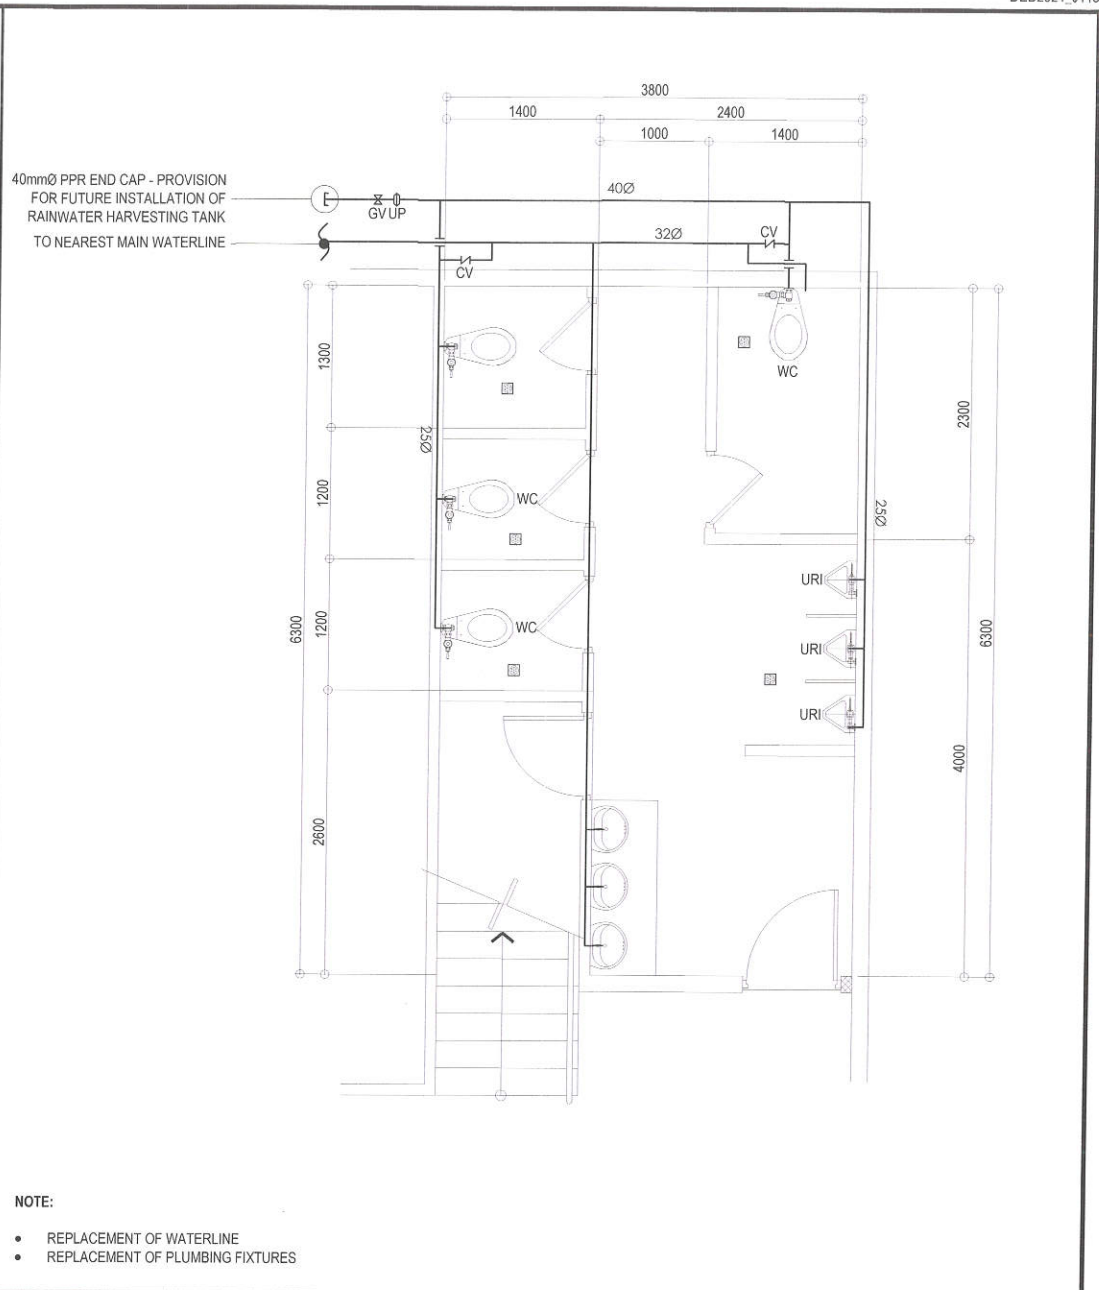 3800
1400
2400
1000
1400
40mmØ PPR END CAP - PROVISION
FOR FUTURE INSTALLATION OF
RAINWATER HARVESTING TANK
TO NEAREST MAIN WATERLINE
GV UP
40Ø
32Ø
CV
CV
WC
1300
25Ø
1200
WC
1200
WC
6300
2600
2300
25Ø
URI
URI
URI
6300
4000
NOTE:
• REPLACEMENT OF WATERLINE
• REPLACEMENT OF PLUMBING FIXTURES